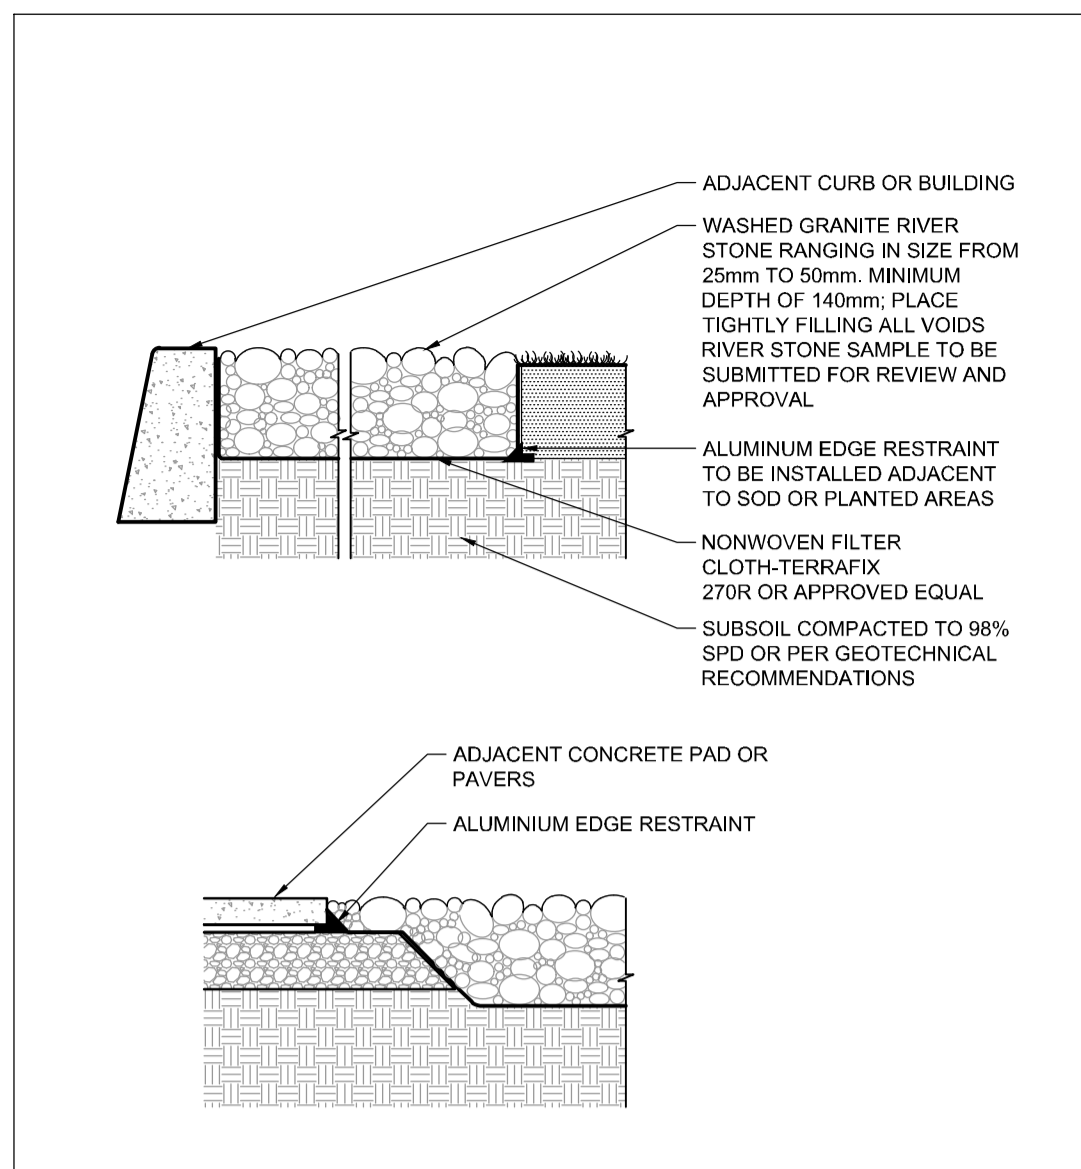 ADJACENT CURB OR BUILDING
WASHED GRANITE RIVER
STONE RANGING IN SIZE FROM
25mm TO 50mm. MINIMUM
DEPTH OF 140mm; PLACE
TIGHTLY FILLING ALL VOIDS
RIVER STONE SAMPLE TO BE
SUBMITTED FOR REVIEW AND
APPROVAL
ALUMINUM EDGE RESTRAINT
TO BE INSTALLED ADJACENT
TO SOD OR PLANTED AREAS
NONWOVEN FILTER
CLOTH-TERRAFIX
270R OR APPROVED EQUAL
SUBSOIL COMPACTED TO 98%
SPD OR PER GEOTECHNICAL
RECOMMENDATIONS
ADJACENT CONCRETE PAD OR
PAVERS
ALUMINIUM EDGE RESTRAINT